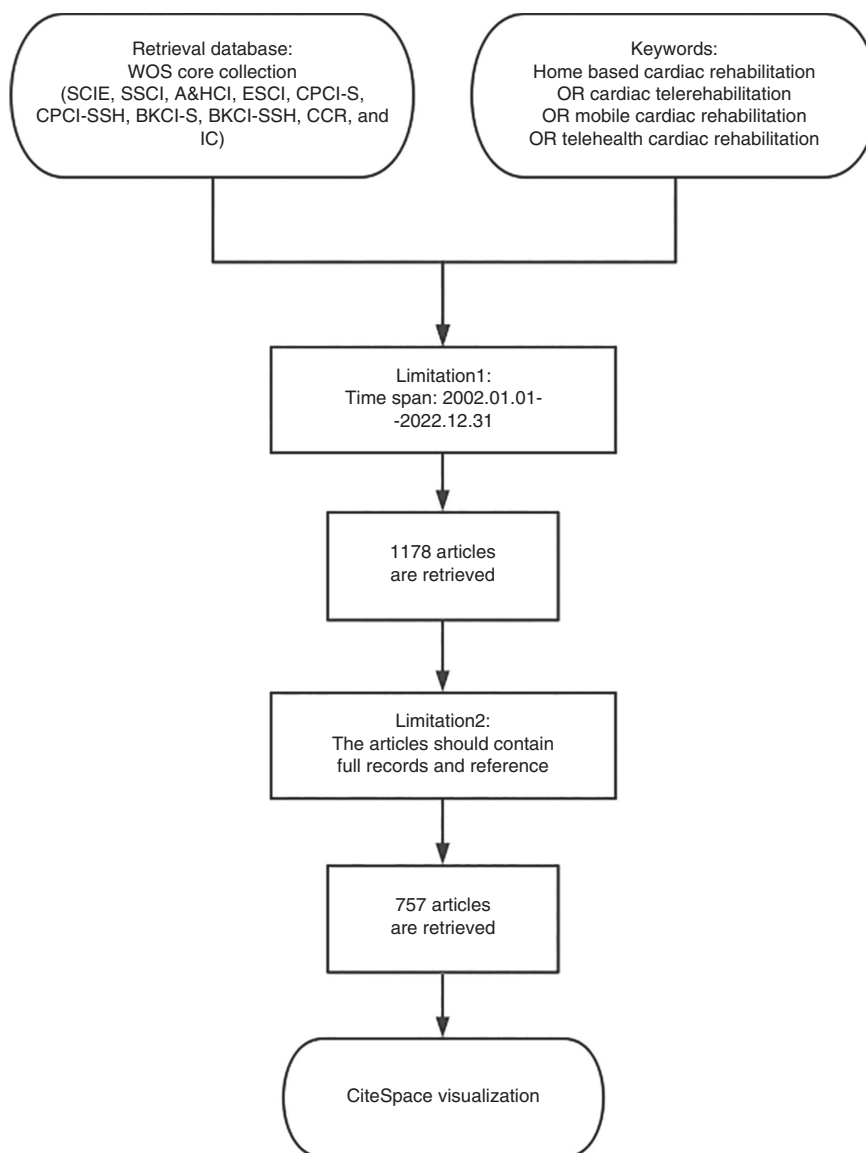 Retrieval database:
WOS core collection
(SCIE, SSCI, A&HCI, ESCI, CPCI-S,
CPCI-SSH, BKCI-S, BKCI-SSH, CCR, and
IC)
Keywords:
Home based cardiac rehabilitation
OR cardiac telerehabilitation
OR mobile cardiac rehabilitation
OR telehealth cardiac rehabilitation
Limitation1:
Time span: 2002.01.01-
-2022.12.31
1178 articles
are retrieved
Limitation2:
The articles should contain
full records and reference
757 articles
are retrieved
CiteSpace visualization